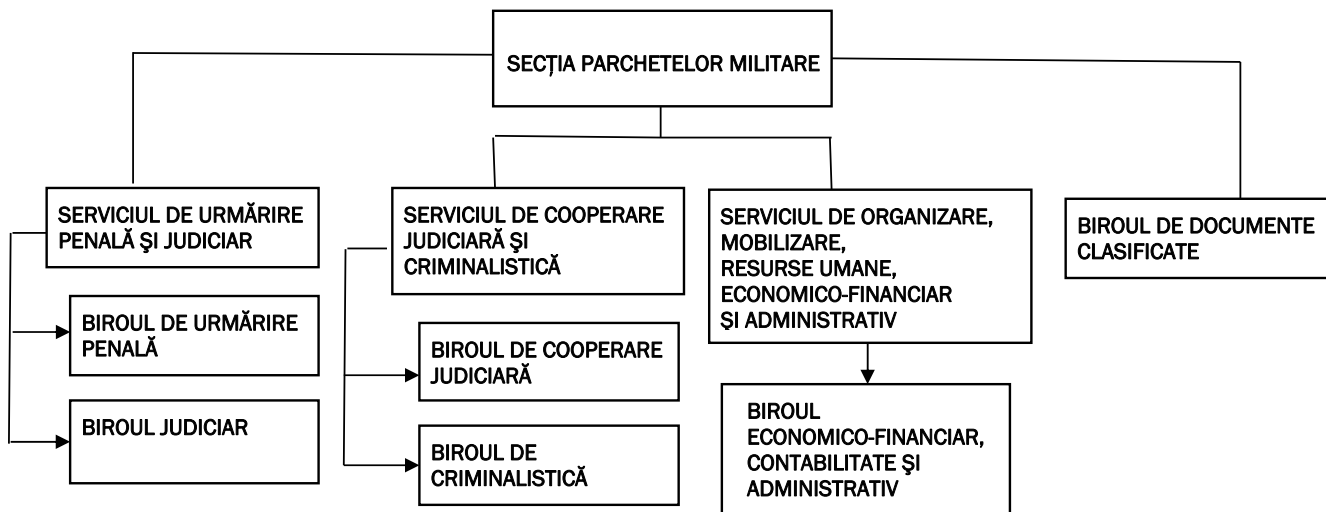 SECȚIA PARCHETELOR MILITARE
SERVICIUL DE URMĂRIRE
PENALĂ ŞI JUDICIAR
BIROUL DE URMĂRIRE
PENALĂ
BIROUL JUDICIAR
SERVICIUL DE COOPERARE
JUDICIARĂ ŞI
CRIMINALISTICĂ
BIROUL DE COOPERARE
JUDICIARĂ
BIROUL DE
CRIMINALISTICĂ
SERVICIUL DE ORGANIZARE,
MOBILIZARE,
RESURSE UMANE,
ECONOMICO-FINANCIAR
ŞI ADMINISTRATIV
BIROUL
ECONOMICO-FINANCIAR,
CONTABILITATE ŞI
ADMINISTRATIV
BIROUL DE DOCUMENTE
CLASIFICATE